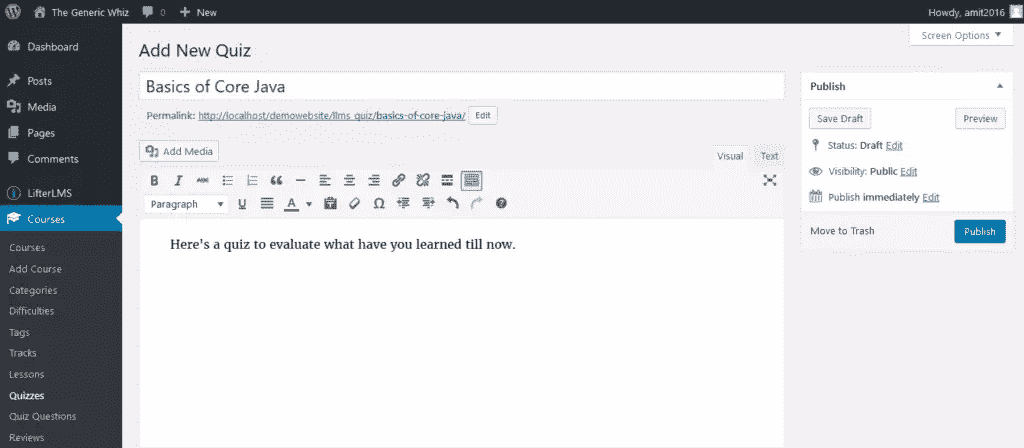 The Generic Whiz 0 New Howdy, amit2016
Screen Options
Dashboard
Posts
Media
Pages
Comments
LifterLMS
Courses
Courses
Add Course
Categories
Difficulties
Tags
Tracks
Lessons
Quizzes
Quiz Questions
Reviews
Add New Quiz
Basics of Core Java
Permalink: http://localhost/demowebsite/llms_quiz/basics-of-core-java/ Edit
Add Media
Visual Text
B I ABC
Paragraph U A
Here's a quiz to evaluate what have you learned till now.
Publish
Save Draft Preview
Status: Draft Edit
Visibility: Public Edit
Publish immediately Edit
Move to Trash Publish